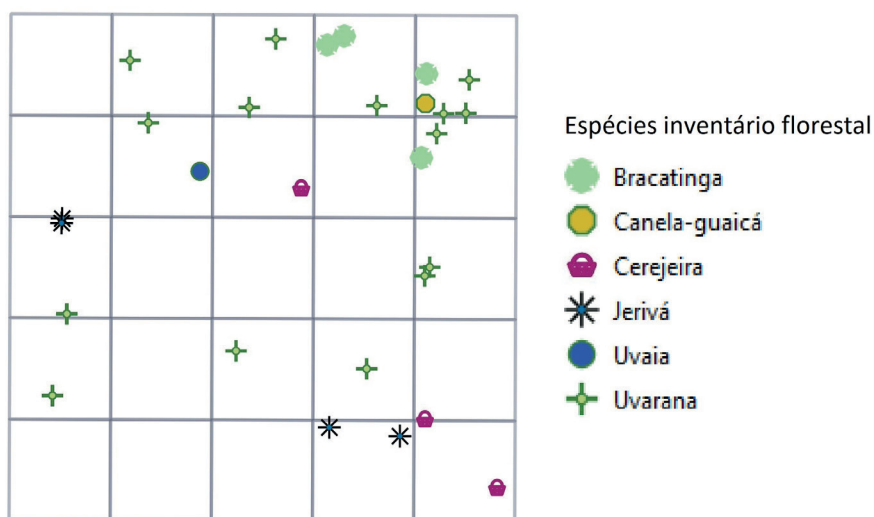 Espécies inventário florestal
Bracatinga
Canela-guaicá
Cerejeira
Jerivá
Uvaia
Uvarana